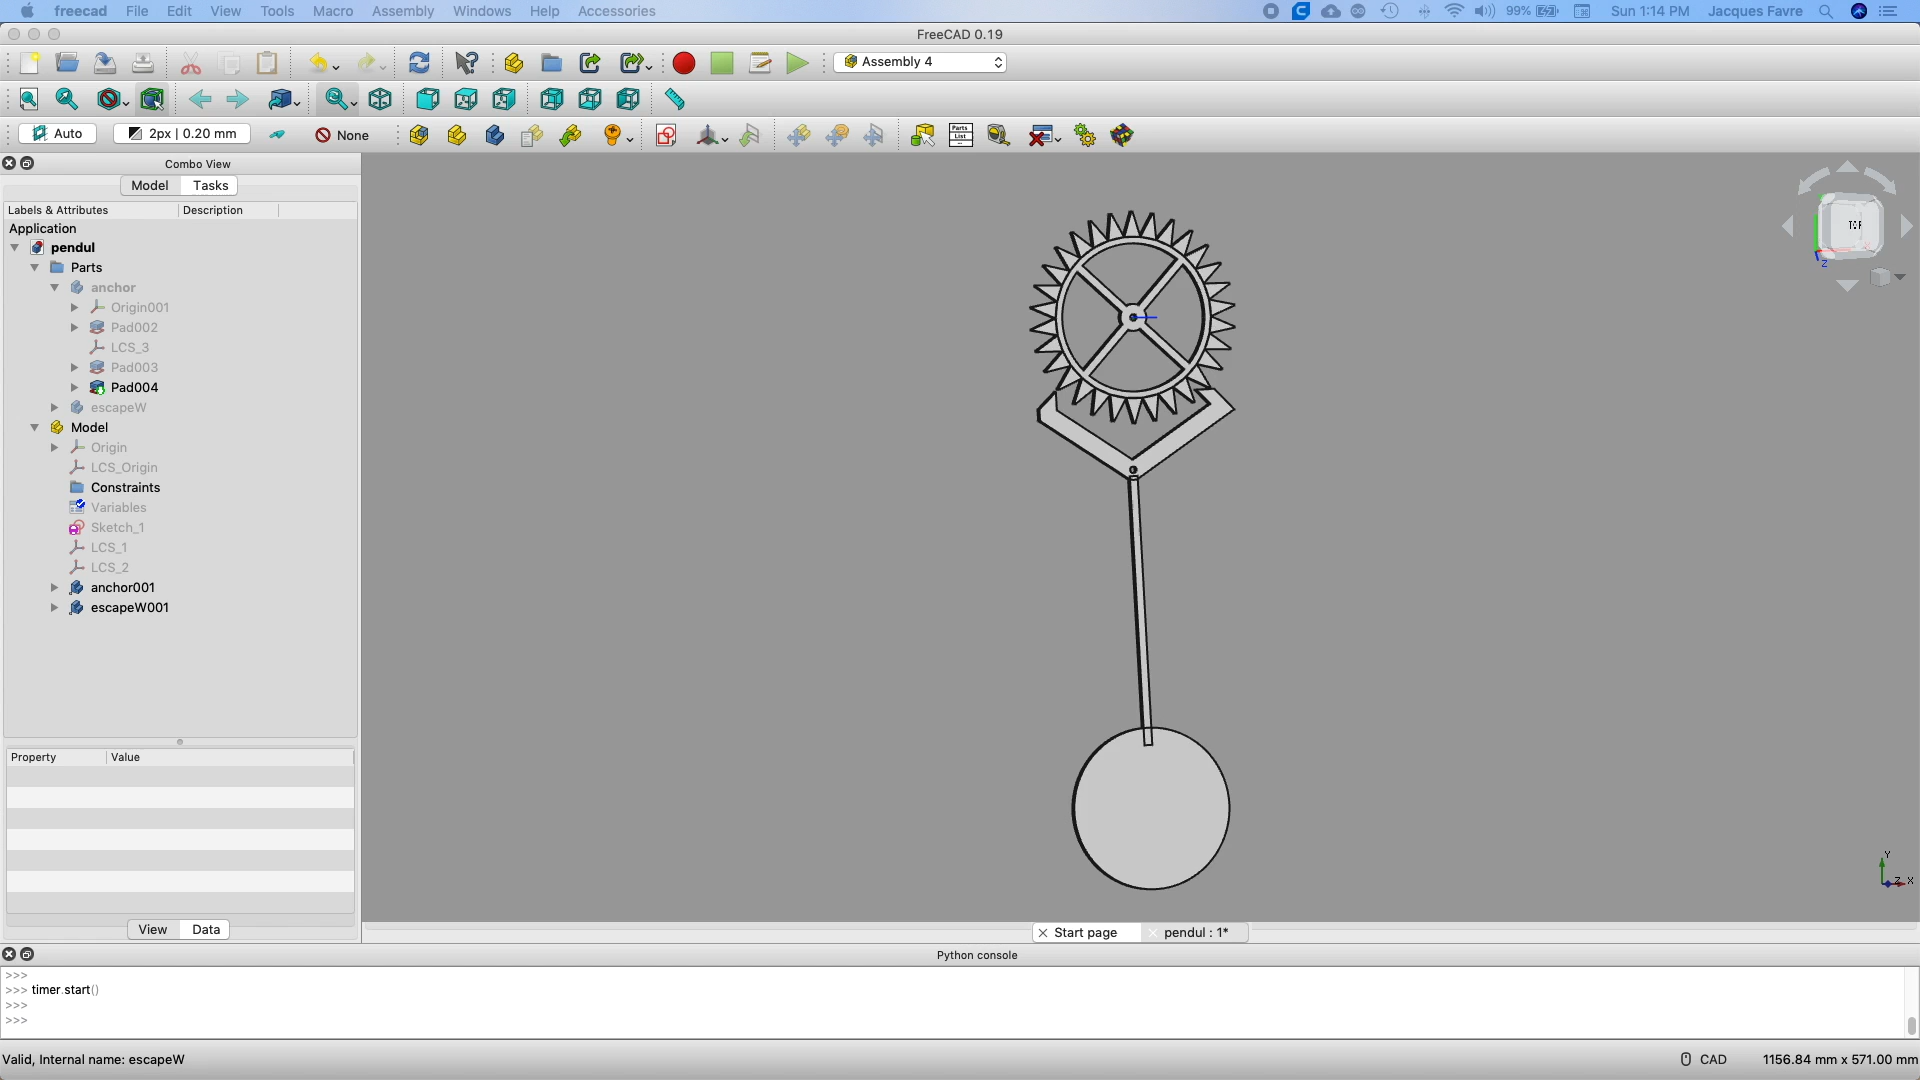 freecad File Edit View Tools Macro Assembly Windows Help Accessories 99% Sun 1:14 PM Jacques Favre
FreeCAD 0.19
Assembly 4
Auto 2px | 0.20 mm None Parts List
Combo View
Model Tasks
Labels & Attributes Description
Application
pendul
Parts
anchor
Origin001
Pad002
LCS_3
Pad003
Pad004
escapeW
Model
Origin
LCS_Origin
Constraints
Variables
Sketch_1
LCS_1
LCS_2
anchor001
escapeW001
Property Value
View Data
TOP
X
Z
Y
Z X
Start page pendul : 1*
Python console
>>>
>>> timer.start()
>>>
>>>
Valid, Internal name: escapeW CAD 1156.84 mm x 571.00 mm